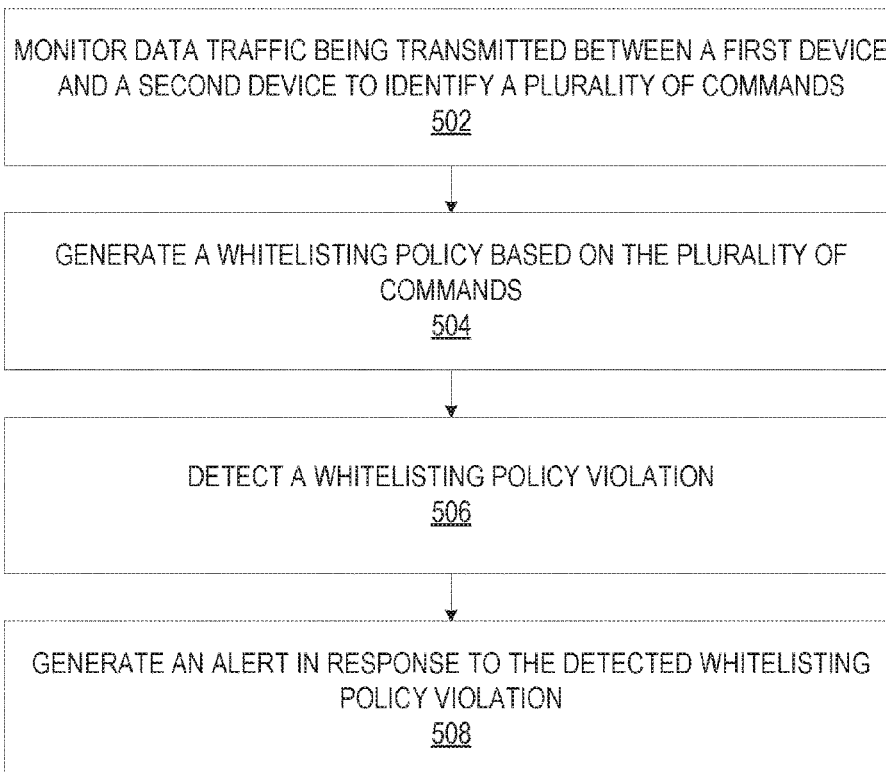 MONITOR DATA TRAFFIC BEING TRANSMITTED BETWEEN A FIRST DEVICE
AND A SECOND DEVICE TO IDENTIFY A PLURALITY OF COMMANDS
502
GENERATE A WHITELISTING POLICY BASED ON THE PLURALITY OF
COMMANDS
504
DETECT A WHITELISTING POLICY VIOLATION
506
GENERATE AN ALERT IN RESPONSE TO THE DETECTED WHITELISTING
POLICY VIOLATION
508